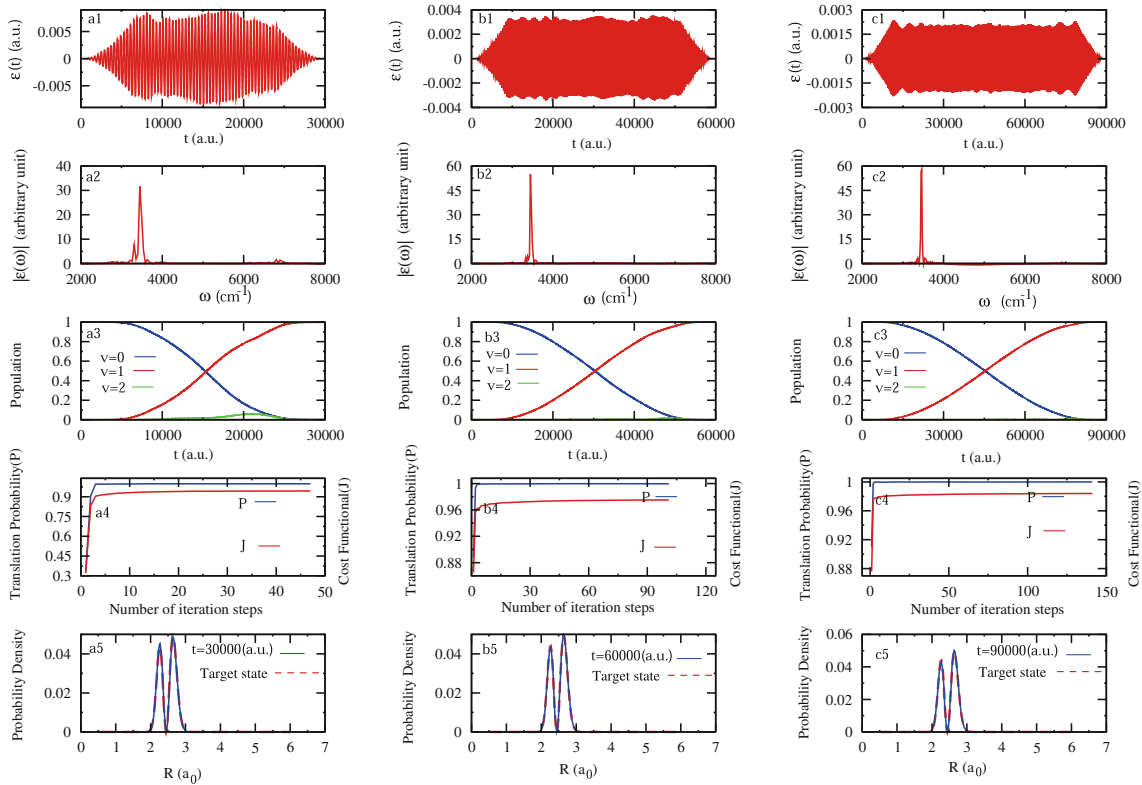 a1
ε(t) (a.u.)
0.005
0
-0.005
0 10000 20000 30000
t (a.u.)
b1
ε(t) (a.u.)
0.004
0.002
0
-0.002
-0.004
0 20000 40000 60000
t (a.u.)
c1
ε(t) (a.u.)
0.003
0.0015
0
-0.0015
-0.003
0 30000 60000 90000
t (a.u.)
a2
|ε(ω)| (arbitrary unit)
40
30
20
10
0
2000 4000 6000 8000
ω (cm-1)
b2
|ε(ω)| (arbitrary unit)
60
45
30
15
0
2000 4000 6000 8000
ω (cm-1)
c2
|ε(ω)| (arbitrary unit)
60
45
30
15
0
2000 4000 6000 8000
ω (cm-1)
a3
Population
1
0.8
0.6
0.4
0.2
0
v=0
v=1
v=2
0 10000 20000 30000
t (a.u.)
b3
Population
1
0.8
0.6
0.4
0.2
0
v=0
v=1
v=2
0 20000 40000 60000
t (a.u.)
c3
Population
1
0.8
0.6
0.4
0.2
0
v=0
v=1
v=2
0 30000 60000 90000
t (a.u.)
a4
Translation Probability(P)
Cost Functional(J)
0.9
0.75
0.6
0.45
0.3
P
J
0 10 20 30 40 50
Number of iteration steps
b4
Translation Probability(P)
Cost Functional(J)
1
0.96
0.92
0.88
P
J
0 30 60 90 120
Number of iteration steps
c4
Translation Probability(P)
Cost Functional(J)
1
0.96
0.92
0.88
P
J
0 50 100 150
Number of iteration steps
a5
Probability Density
0.04
0.02
0
t=30000(a.u.)
Target state
0 1 2 3 4 5 6 7
R (a0)
b5
Probability Density
0.04
0.02
0
t=60000(a.u.)
Target state
0 1 2 3 4 5 6 7
R (a0)
c5
Probability Density
0.06
0.04
0.02
0
t=90000(a.u.)
Target state
0 1 2 3 4 5 6 7
R (a0)